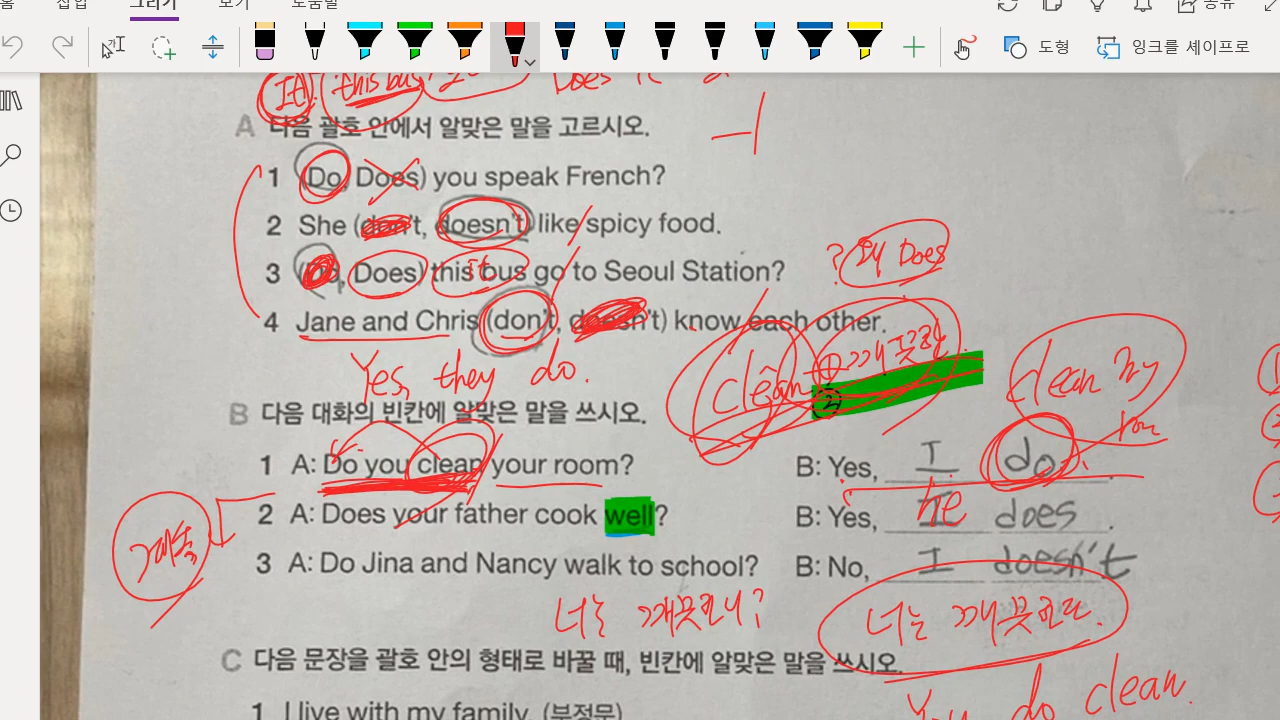 홈 삽입 그리기 보기 도움말 공유
도형 잉크를 셰이프로
It this bus Does it
A 다음 괄호 안에서 알맞은 말을 고르시오.
1 (Do, Does) you speak French?
2 She (don't, doesn't) like spicy food.
3 (Do, Does) this bus go to Seoul Station?
It
? Does
4 Jane and Chris (don't, doesn't) know each other.
Yes, they do.
clean
clean
B 다음 대화의 빈칸에 알맞은 말을 쓰시오.
1 A: Do you clean your room? B: Yes, I do.
2 A: Does your father cook well? B: Yes, he does.
3 A: Do Jina and Nancy walk to school? B: No, I doesn't
너는 깨끗하니?
너는 깨끗하다.
C 다음 문장을 괄호 안의 형태로 바꿀 때, 빈칸에 알맞은 말을 쓰시오.
You do clean.
1 I live with my family. (부정문)